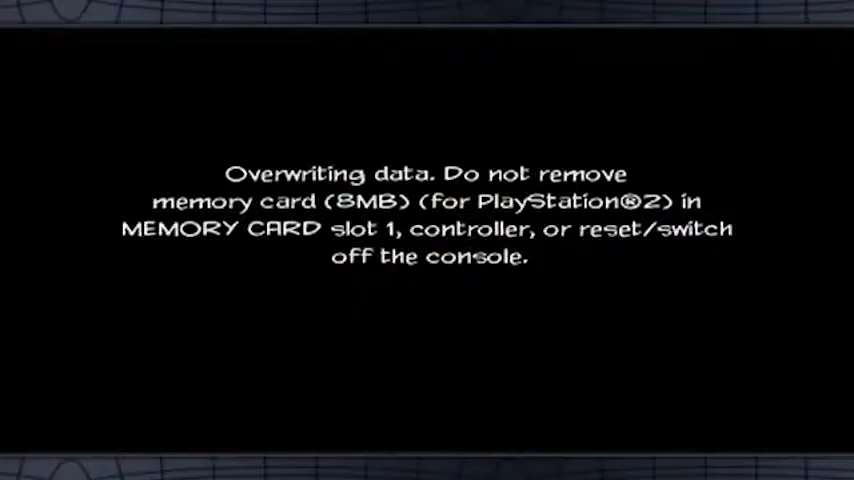 Overwriting data. Do not remove
memory card (8MB) (for PlayStation®2) in
MEMORY CARD slot 1, controller, or reset/switch
off the console.